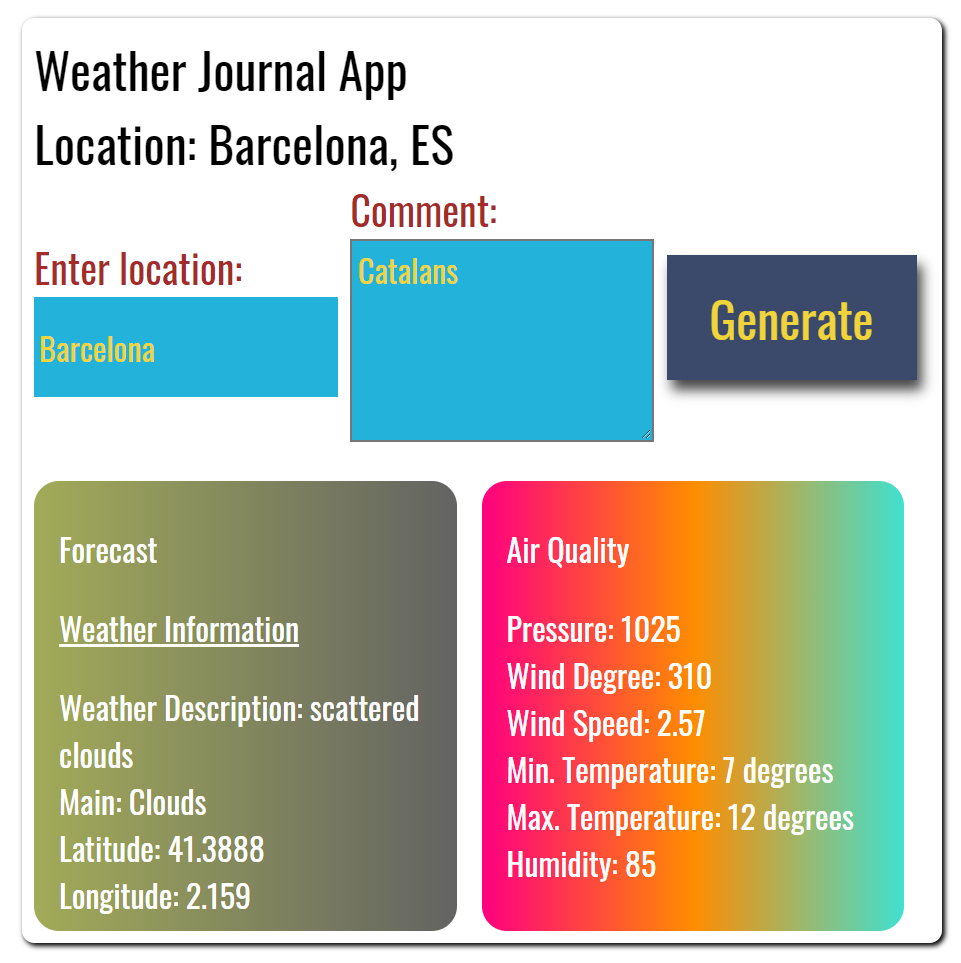 Weather Journal App
Location: Barcelona, ES
Enter location:
Barcelona
Comment:
Catalans
Generate
Forecast
Weather Information
Weather Description: scattered
clouds
Main: Clouds
Latitude: 41.3888
Longitude: 2.159
Air Quality
Pressure: 1025
Wind Degree: 310
Wind Speed: 2.57
Min. Temperature: 7 degrees
Max. Temperature: 12 degrees
Humidity: 85